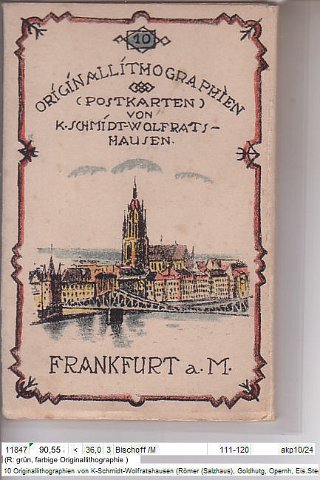 10
ORIGINALLITHOGRAPHIEN
(POSTKARTEN)
VON
K.SCHMIDT-WOLFRATS-
HAUSEN.
FRANKFURT a. M.
11847 90,55 < 36,0 3 Bischoff /M 111-120 akp10/24
(R: grün, farbige Originallithographie )
10 Originallithographien von K-Schmidt-Wolfratshausen (Römer (Salzhaus), Goldhutg, Opernh, Eis.Ste